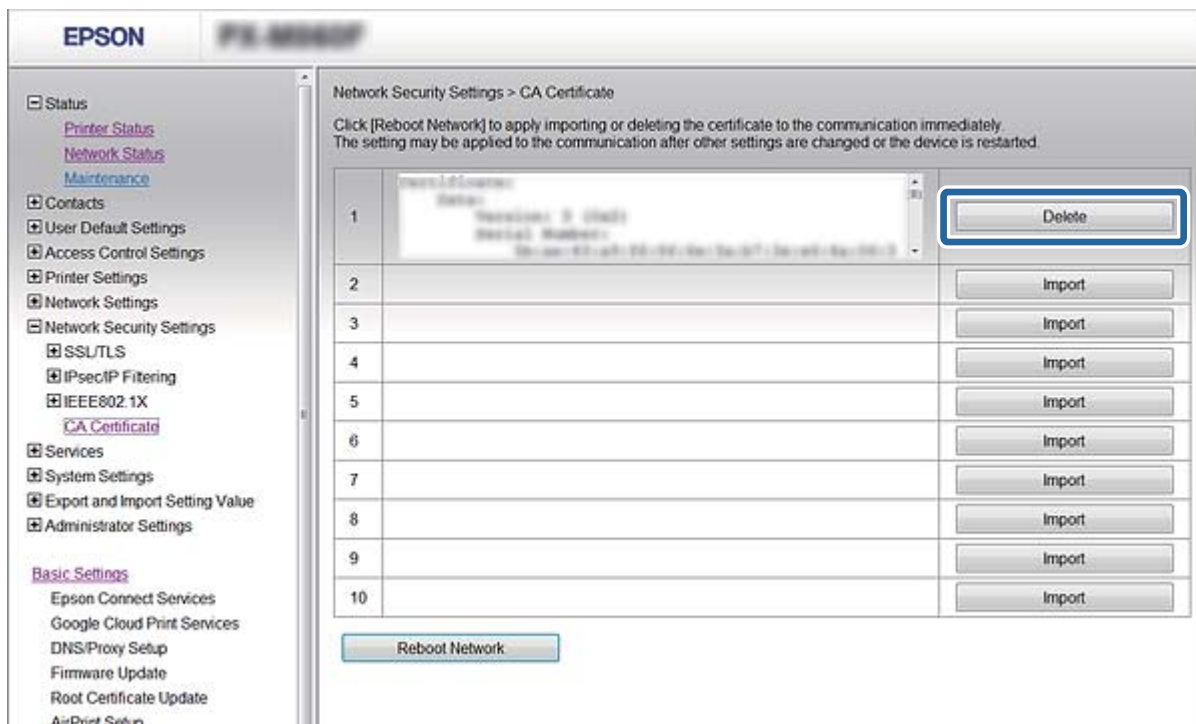 EPSON
Status
Printer Status
Network Status
Maintenance
Contacts
User Default Settings
Access Control Settings
Printer Settings
Network Settings
Network Security Settings
SSL/TLS
IPsec/IP Filtering
IEEE802.1X
CA Certificate
Services
System Settings
Export and Import Setting Value
Administrator Settings
Basic Settings
Epson Connect Services
Google Cloud Print Services
DNS/Proxy Setup
Firmware Update
Root Certificate Update
AirPrint Setup
Network Security Settings > CA Certificate
Click [Reboot Network] to apply importing or deleting the certificate to the communication immediately.
The setting may be applied to the communication after other settings are changed or the device is restarted.
1 Delete
2 Import
3 Import
4 Import
5 Import
6 Import
7 Import
8 Import
9 Import
10 Import
Reboot Network